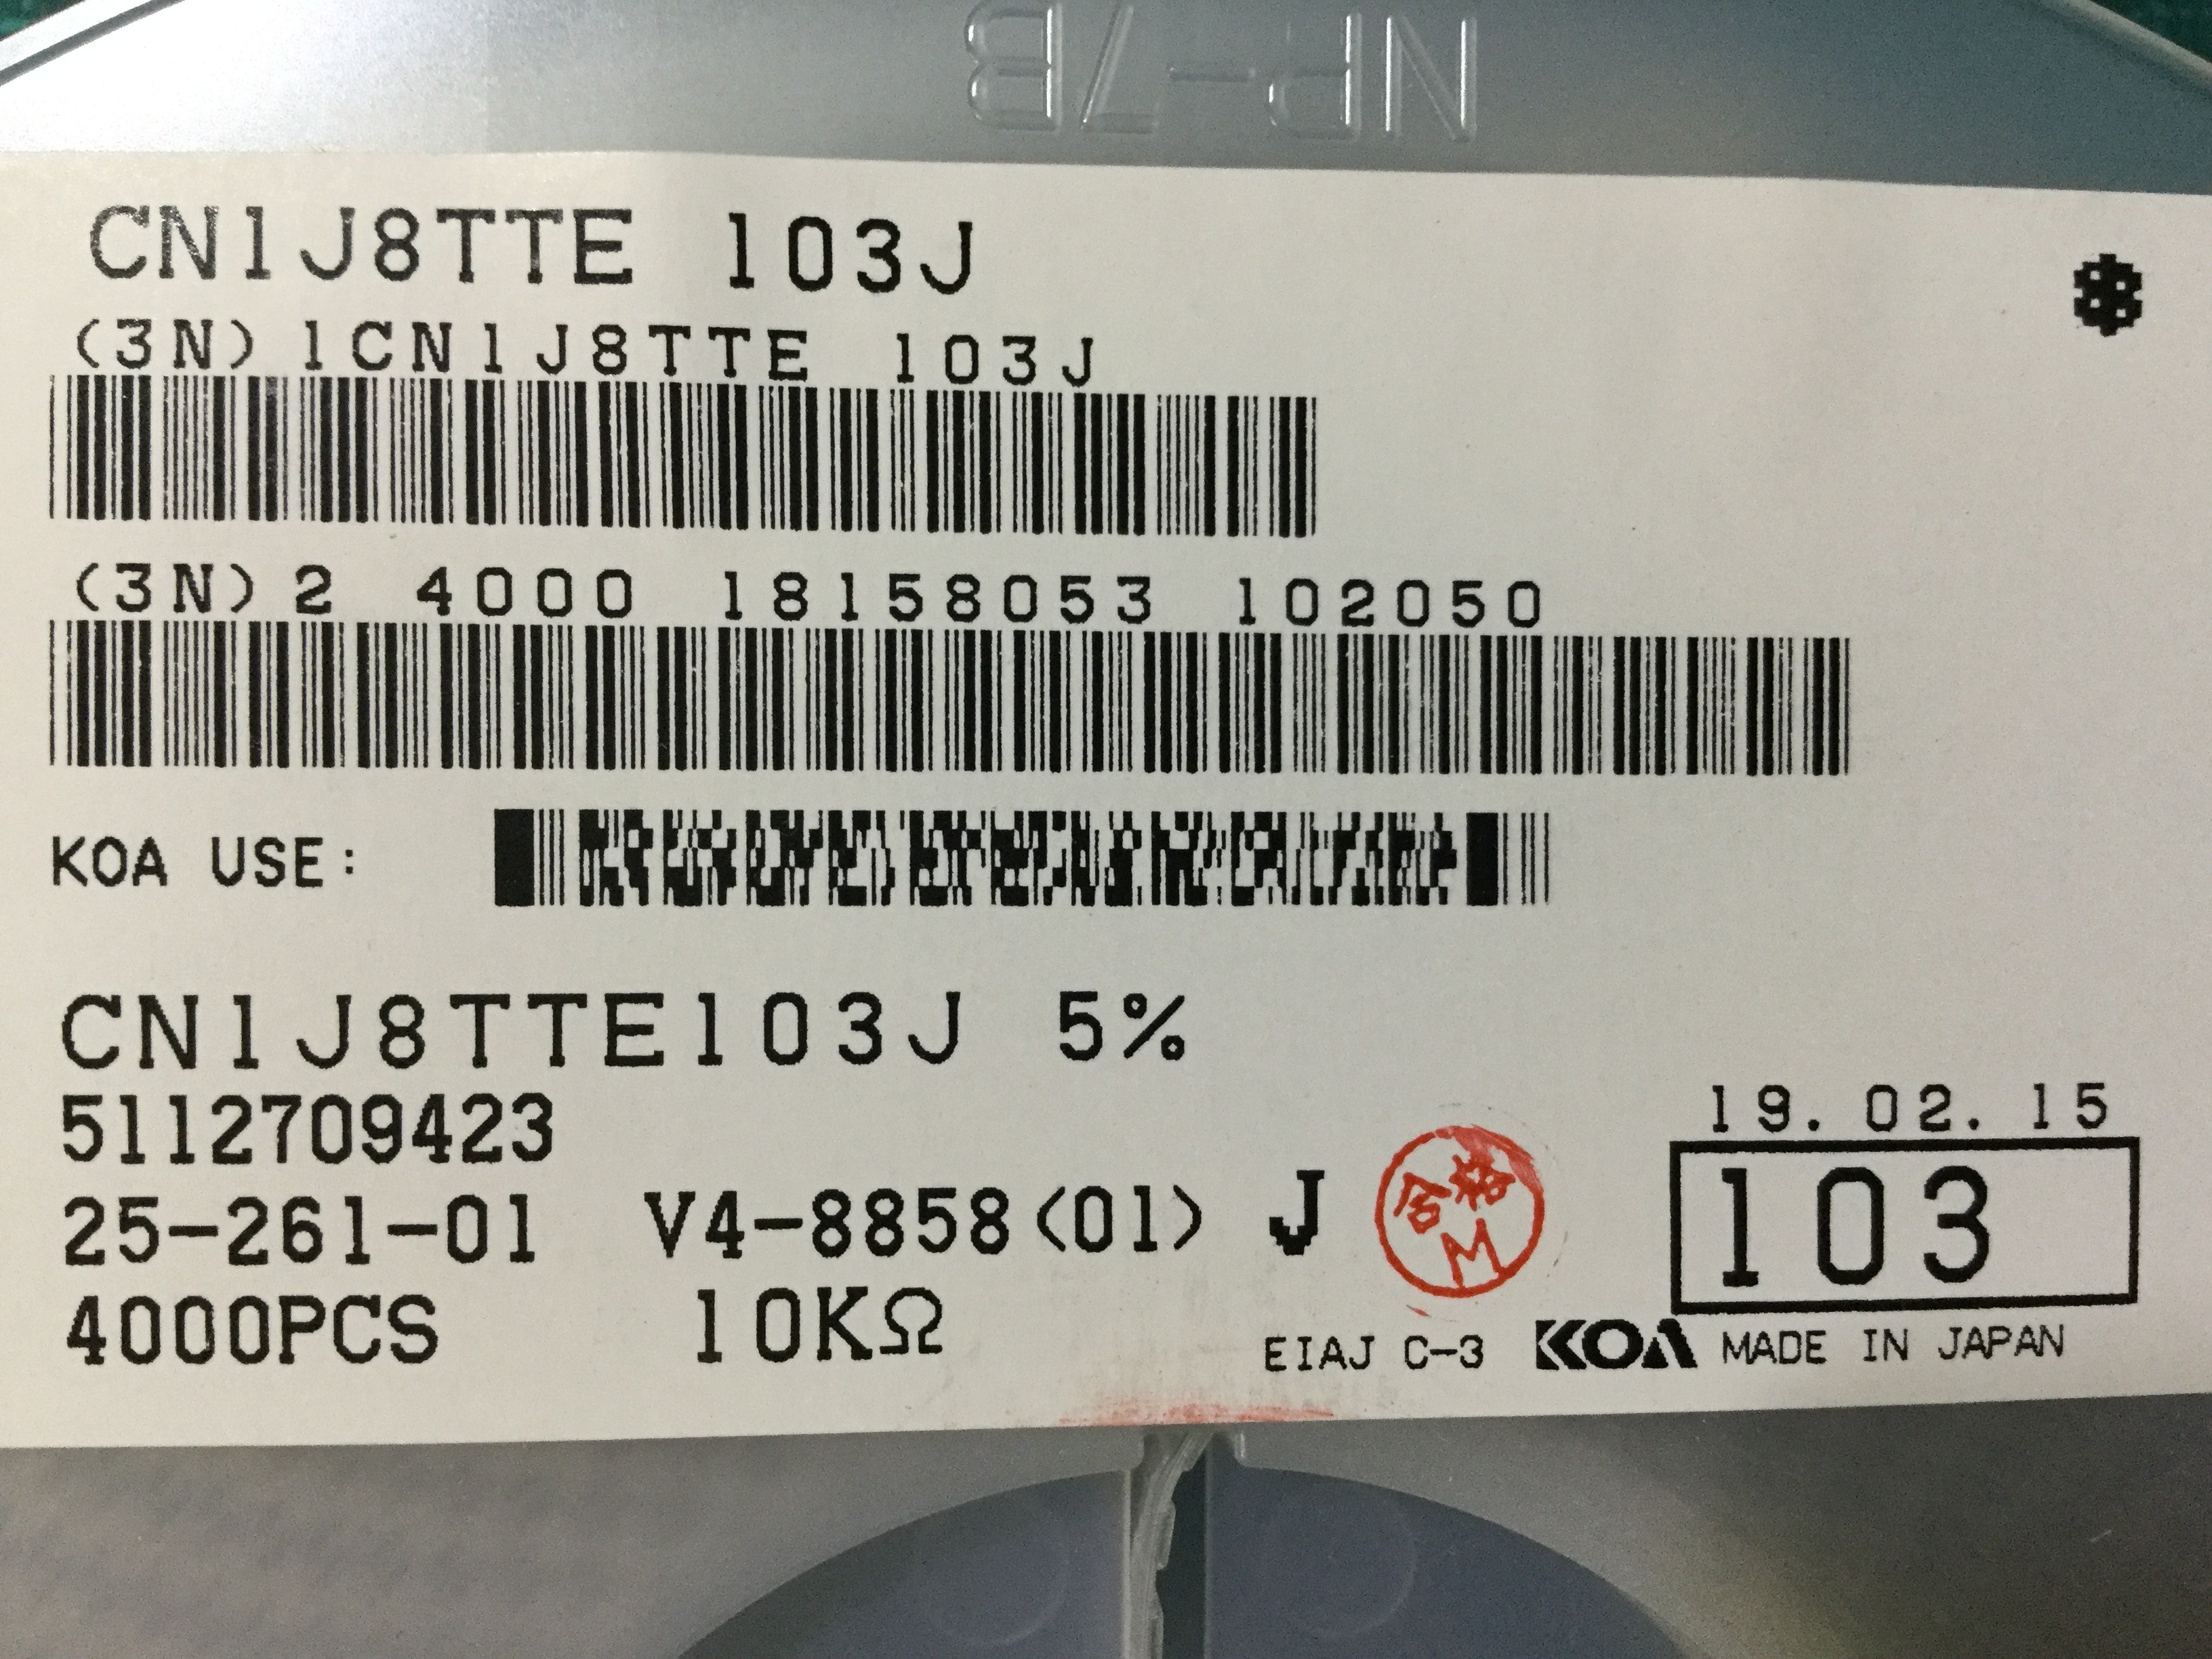 NP-7B
CN1J8TTE 103J
(3N)1CN1J8TTE 103J
(3N)2 4000 18158053 102050
KOA USE:
CN1J8TTE103J 5%
5112709423
19.02.15
25-261-01 V4-8858(01) J 合格 M 103
4000PCS 10KΩ EIAJ C-3 KOA MADE IN JAPAN